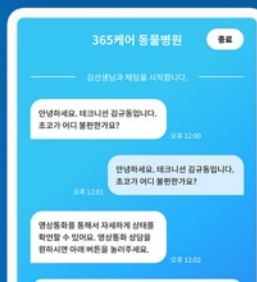 365케어 동물병원
종료
김선생님과 채팅을 시작합니다.
안녕하세요. 테크니션 김규동입니다.
초코가 어디 불편한가요?
오후 12:00
안녕하세요. 테크니션 김규동입니다.
초코가 어디 불편한가요?
오후 12:01
영상통화를 통해서 자세하게 상태를
확인할 수 있어요. 영상통화 상담을
원하시면 아래 버튼을 눌러주세요.
오후 12:02